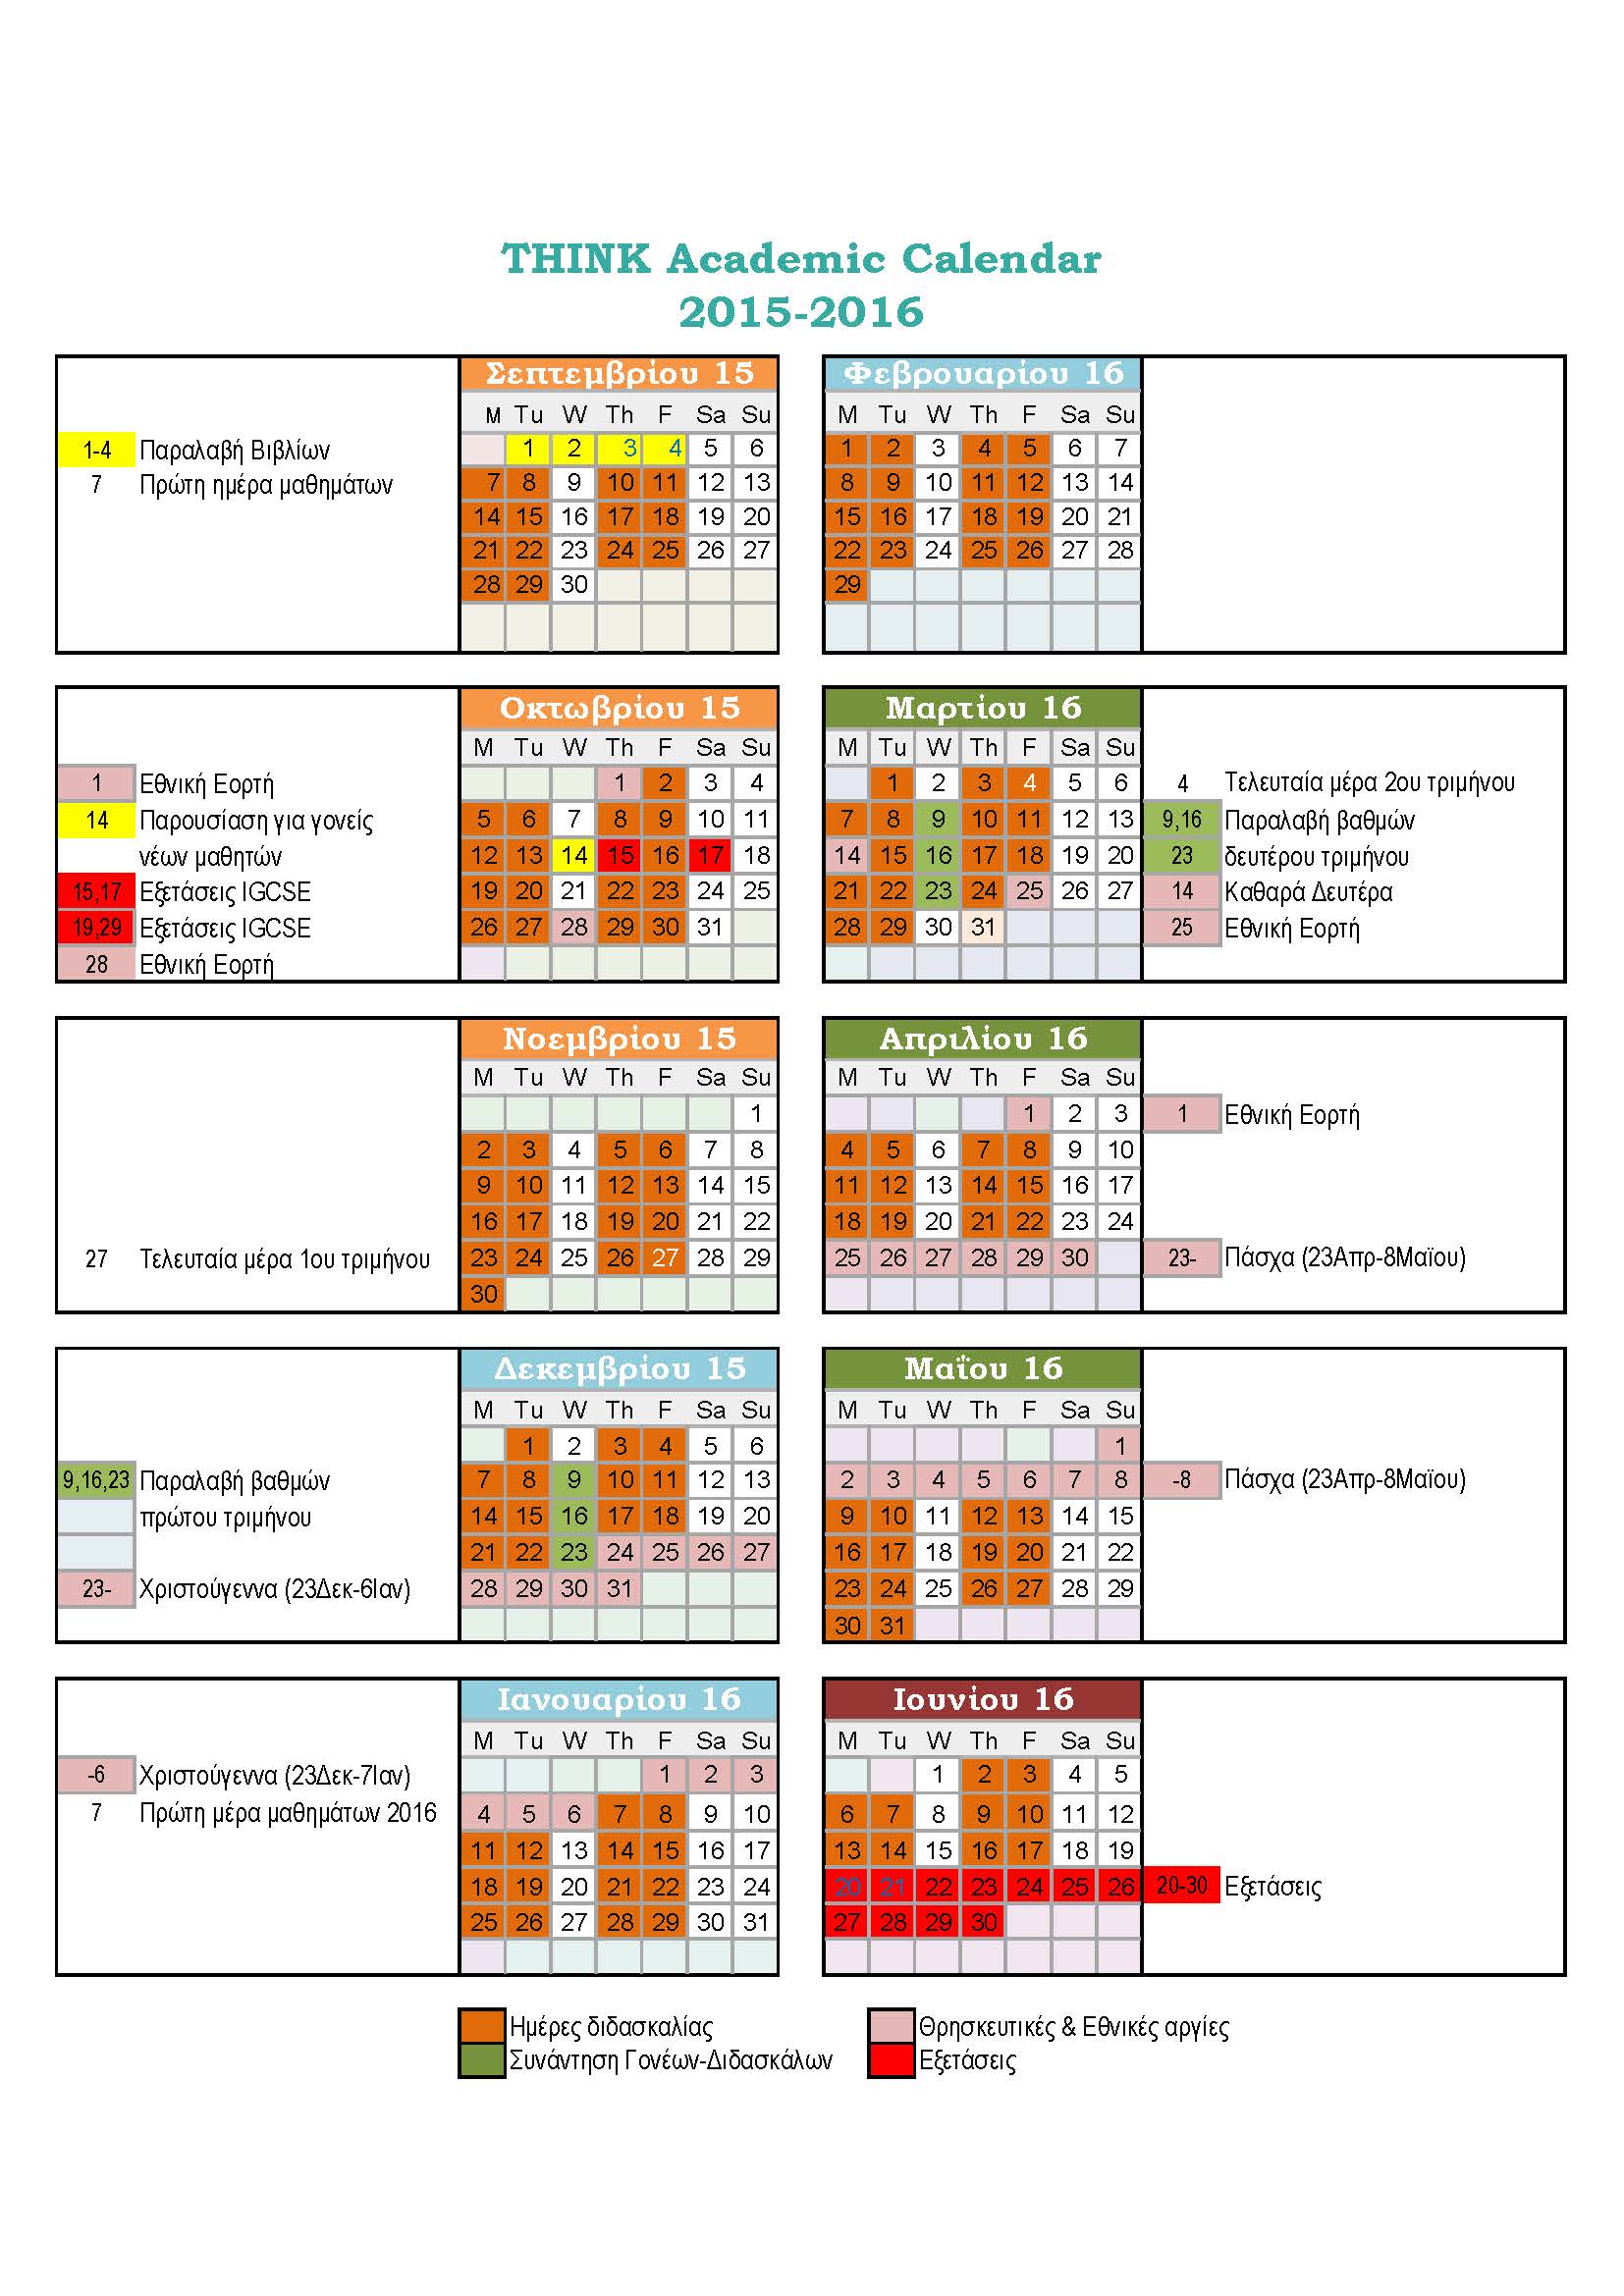 THINK Academic Calendar
2015-2016
Σεπτεμβρίου 15
M Tu W Th F Sa Su
1-4 Παραλαβή Βιβλίων 1 2 3 4 5 6
7 Πρώτη ημέρα μαθημάτων 7 8 9 10 11 12 13
14 15 16 17 18 19 20
21 22 23 24 25 26 27
28 29 30
Φεβρουαρίου 16
M Tu W Th F Sa Su
1 2 3 4 5 6 7
8 9 10 11 12 13 14
15 16 17 18 19 20 21
22 23 24 25 26 27 28
29
Οκτωβρίου 15
M Tu W Th F Sa Su
1 Εθνική Εορτή 1 2 3 4
14 Παρουσίαση για γονείς 5 6 7 8 9 10 11
νέων μαθητών 12 13 14 15 16 17 18
15,17 Εξετάσεις IGCSE 19 20 21 22 23 24 25
19,29 Εξετάσεις IGCSE 26 27 28 29 30 31
28 Εθνική Εορτή
Μαρτίου 16
M Tu W Th F Sa Su
1 2 3 4 5 6 4 Τελευταία μέρα 2ου τριμήνου
7 8 9 10 11 12 13 9,16 Παραλαβή βαθμών
14 15 16 17 18 19 20 23 δευτέρου τριμήνου
21 22 23 24 25 26 27 14 Καθαρά Δευτέρα
28 29 30 31 25 Εθνική Εορτή
Νοεμβρίου 15
M Tu W Th F Sa Su
1
2 3 4 5 6 7 8
9 10 11 12 13 14 15
16 17 18 19 20 21 22
27 Τελευταία μέρα 1ου τριμήνου 23 24 25 26 27 28 29
30
Απριλίου 16
M Tu W Th F Sa Su
1 2 3 1 Εθνική Εορτή
4 5 6 7 8 9 10
11 12 13 14 15 16 17
18 19 20 21 22 23 24
25 26 27 28 29 30 23- Πάσχα (23Απρ-8Μαϊου)
Δεκεμβρίου 15
M Tu W Th F Sa Su
1 2 3 4 5 6
9,16,23 Παραλαβή βαθμών 7 8 9 10 11 12 13
πρώτου τριμήνου 14 15 16 17 18 19 20
21 22 23 24 25 26 27
23- Χριστούγεννα (23Δεκ-6Ιαν) 28 29 30 31
Μαΐου 16
M Tu W Th F Sa Su
1
2 3 4 5 6 7 8 -8 Πάσχα (23Απρ-8Μαϊου)
9 10 11 12 13 14 15
16 17 18 19 20 21 22
23 24 25 26 27 28 29
30 31
Ιανουαρίου 16
M Tu W Th F Sa Su
-6 Χριστούγεννα (23Δεκ-7Ιαν) 1 2 3
7 Πρώτη μέρα μαθημάτων 2016 4 5 6 7 8 9 10
11 12 13 14 15 16 17
18 19 20 21 22 23 24
25 26 27 28 29 30 31
Ιουνίου 16
M Tu W Th F Sa Su
1 2 3 4 5
6 7 8 9 10 11 12
13 14 15 16 17 18 19
20 21 22 23 24 25 26 20-30 Εξετάσεις
27 28 29 30
Ημέρες διδασκαλίας
Συνάντηση Γονέων-Διδασκάλων
Θρησκευτικές & Εθνικές αργίες
Εξετάσεις